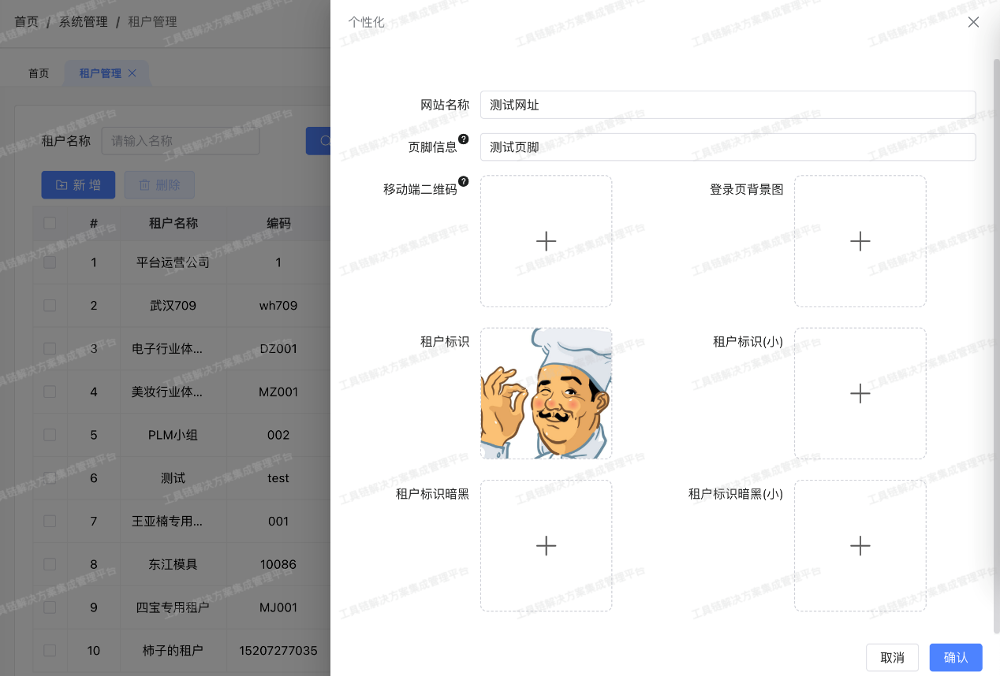 首页 / 系统管理 / 租户管理
首页 租户管理
租户名称 请输入名称
新 增 删除
# 租户名称 编码
1 平台运营公司 1
2 武汉709 wh709
3 电子行业体... DZ001
4 美妆行业体... MZ001
5 PLM小组 002
6 测试 test
7 王亚楠专用... 001
8 东江模具 10086
9 四宝专用租户 MJ001
10 柿子的租户 15207277035
个性化
网站名称 测试网址
页脚信息 ? 测试页脚
移动端二维码 ? 登录页背景图
租户标识 租户标识(小)
租户标识暗黑 租户标识暗黑(小)
取消 确认
工具链解决方案集成管理平台